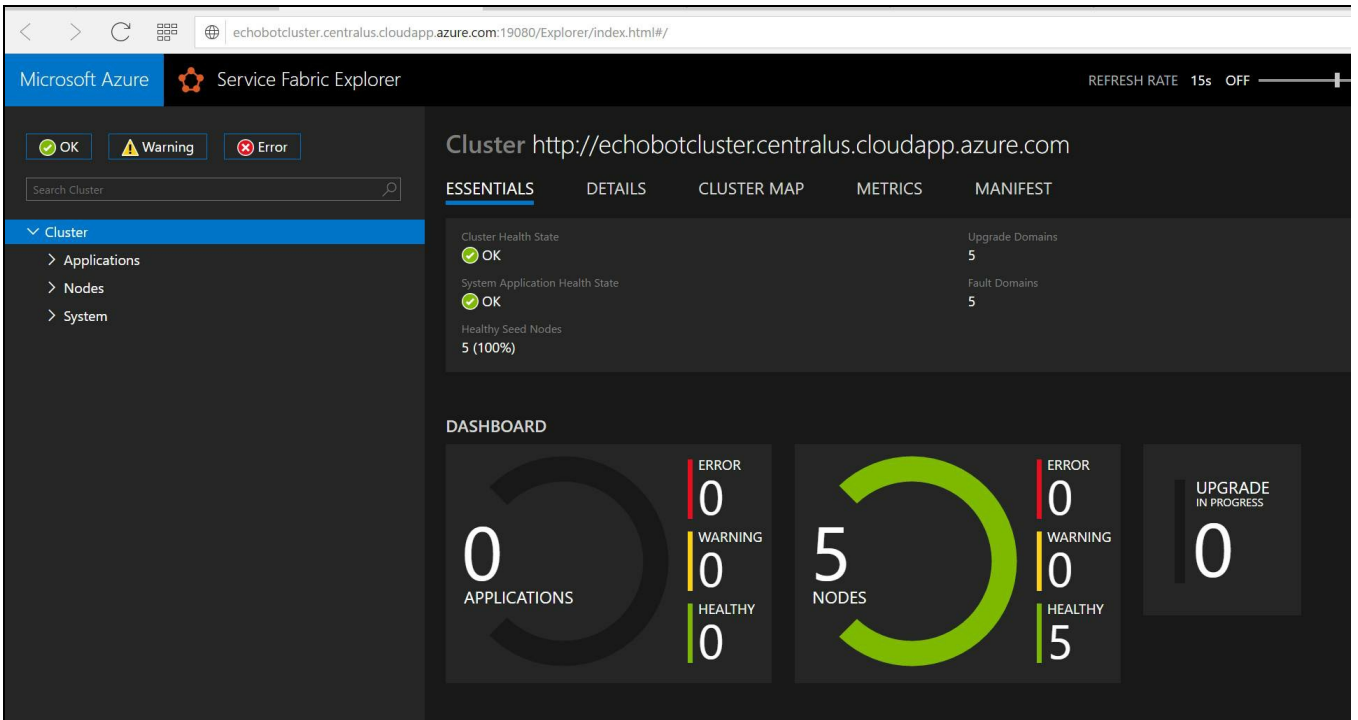 echobotcluster.centralus.cloudapp.azure.com:19080/Explorer/index.html#/
Microsoft Azure Service Fabric Explorer REFRESH RATE 15s OFF
OK Warning Error
Search Cluster
Cluster
Applications
Nodes
System
Cluster http://echobotcluster.centralus.cloudapp.azure.com
ESSENTIALS DETAILS CLUSTER MAP METRICS MANIFEST
Cluster Health State
OK
System Application Health State
OK
Healthy Seed Nodes
5 (100%)
Upgrade Domains
5
Fault Domains
5
DASHBOARD
0
APPLICATIONS
ERROR
0
WARNING
0
HEALTHY
0
5
NODES
ERROR
0
WARNING
0
HEALTHY
5
UPGRADE
IN PROGRESS
0